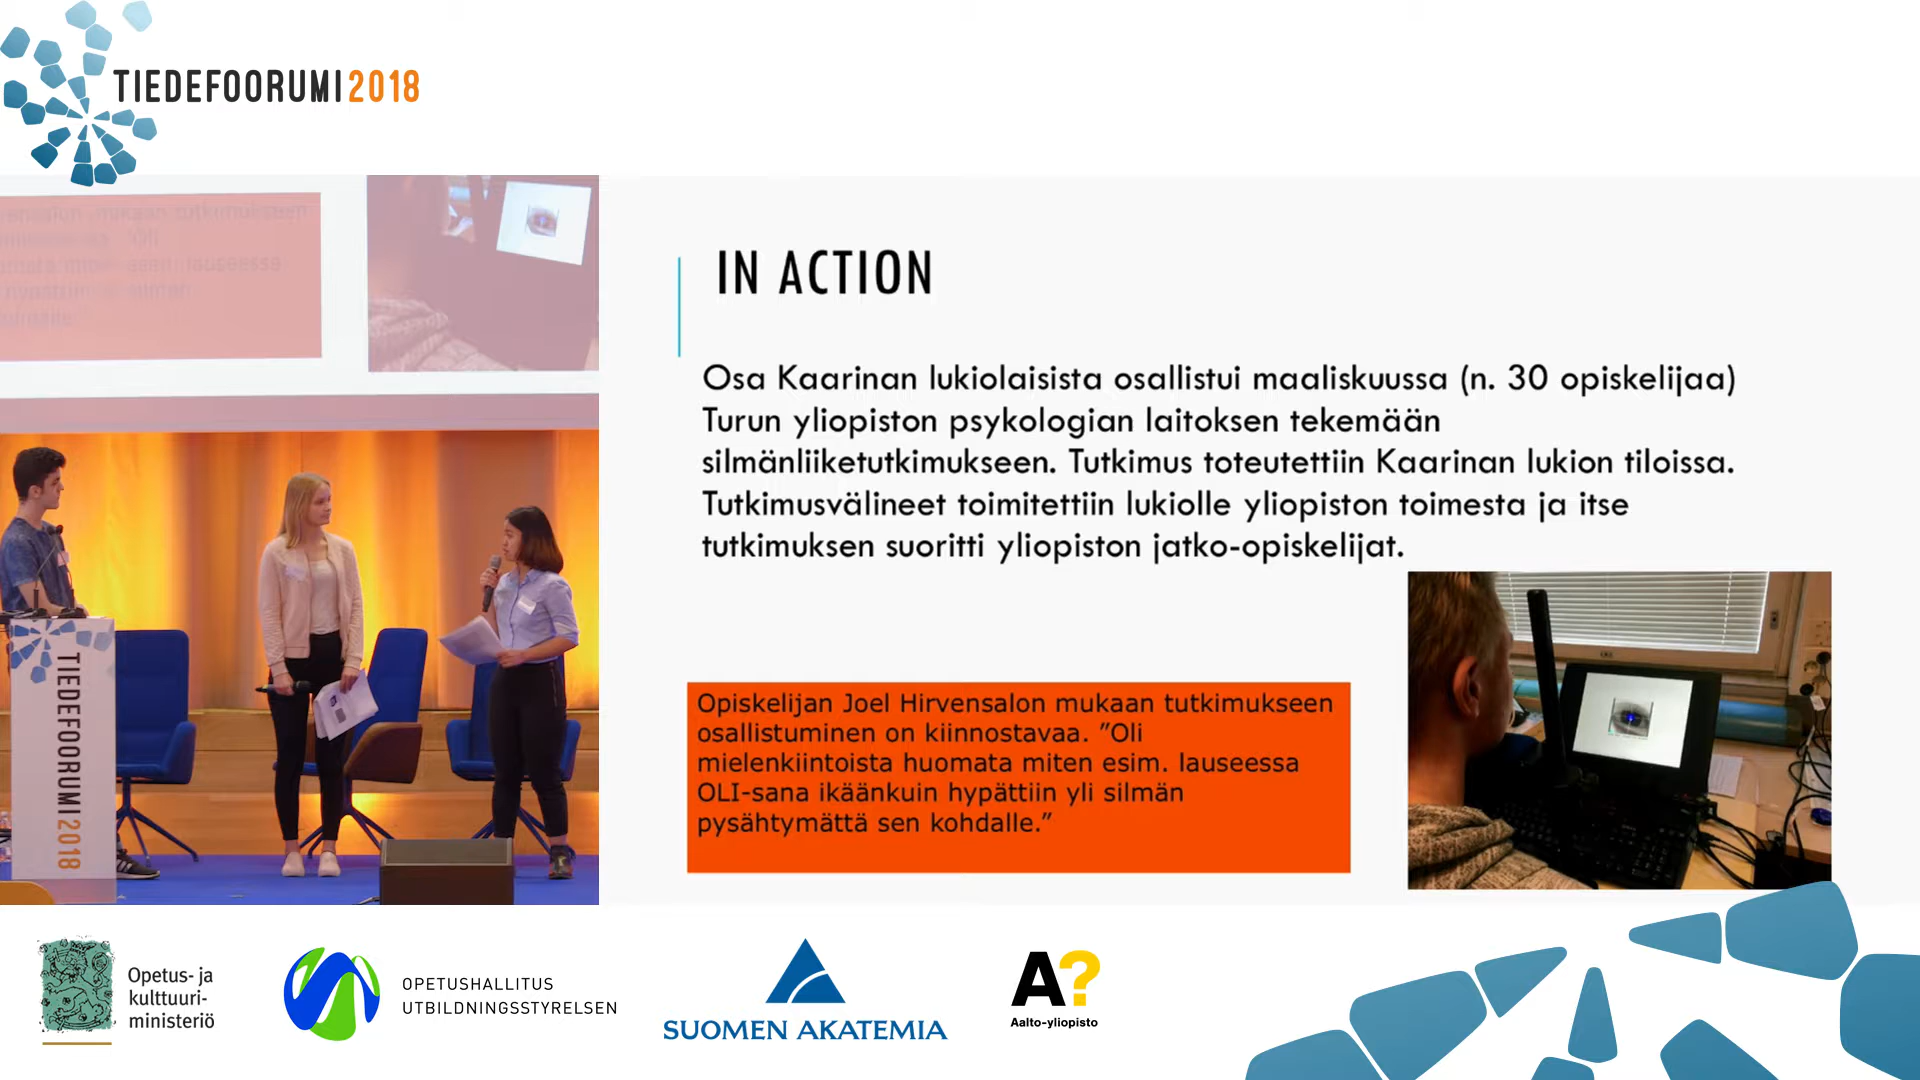 TIEDEFOORUMI 2018
IN ACTION
Osa Kaarinan lukiolaisista osallistui maaliskuussa (n. 30 opiskelijaa)
Turun yliopiston psykologian laitoksen tekemään
silmänliiketutkimukseen. Tutkimus toteutettiin Kaarinan lukion tiloissa.
Tutkimusvälineet toimitettiin lukiolle yliopiston toimesta ja itse
tutkimuksen suoritti yliopiston jatko-opiskelijat.
Opiskelijan Joel Hirvensalon mukaan tutkimukseen
osallistuminen on kiinnostavaa. ”Oli
mielenkiintoista huomata miten esim. lauseessa
OLI-sana ikäänkuin hypättiin yli silmän
pysähtymättä sen kohdalle.”
TIEDEFOORUMI 2018
Opetus- ja
kulttuuri-
ministeriö
OPETUSHALLITUS
UTBILDNINGSSTYRELSEN
SUOMEN AKATEMIA
A?
Aalto-yliopisto